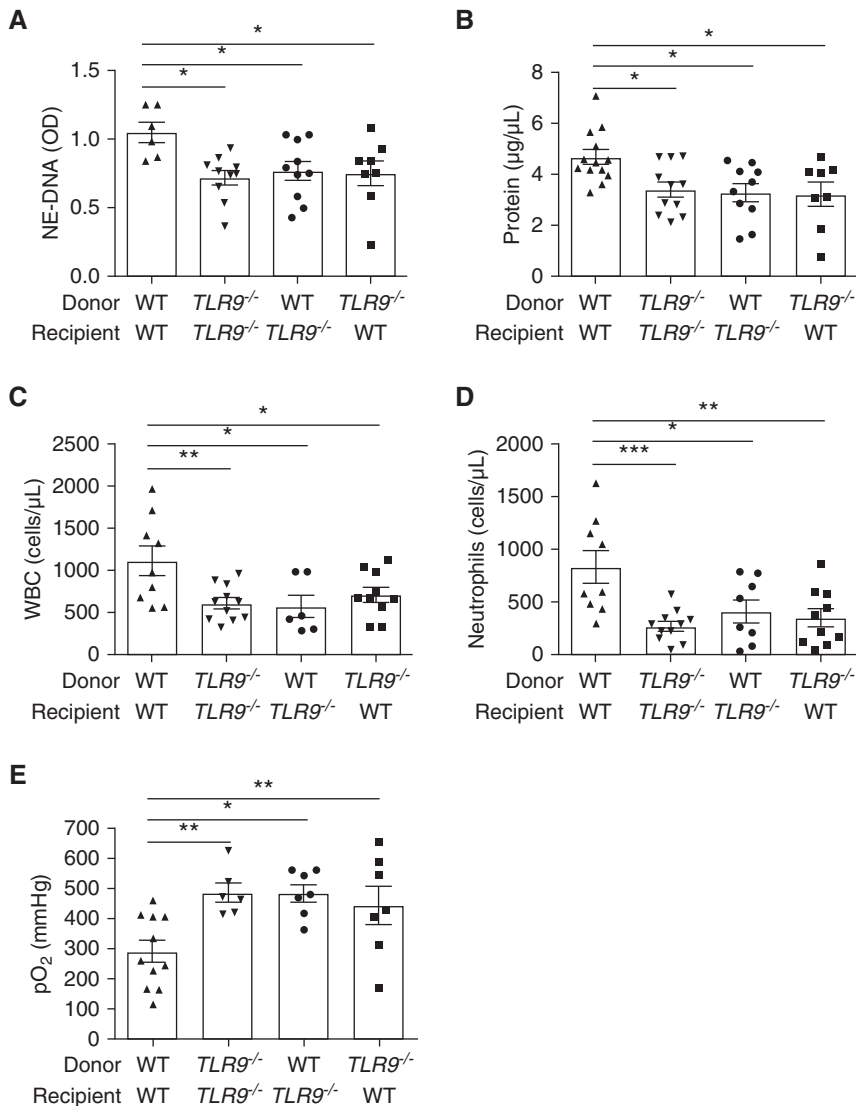 A
*
*
*
NE-DNA (OD)
1.5
1.0
0.5
0.0
Donor WT TLR9-/- WT TLR9-/-
Recipient WT TLR9-/- TLR9-/- WT
B
*
*
*
Protein (µg/µL)
8
6
4
2
0
Donor WT TLR9-/- WT TLR9-/-
Recipient WT TLR9-/- TLR9-/- WT
C
*
*
**
WBC (cells/µL)
2500
2000
1500
1000
500
0
Donor WT TLR9-/- WT TLR9-/-
Recipient WT TLR9-/- TLR9-/- WT
D
**
*
***
Neutrophils (cells/µL)
2000
1500
1000
500
0
Donor WT TLR9-/- WT TLR9-/-
Recipient WT TLR9-/- TLR9-/- WT
E
**
*
**
pO2 (mmHg)
700
600
500
400
300
200
100
0
Donor WT TLR9-/- WT TLR9-/-
Recipient WT TLR9-/- TLR9-/- WT